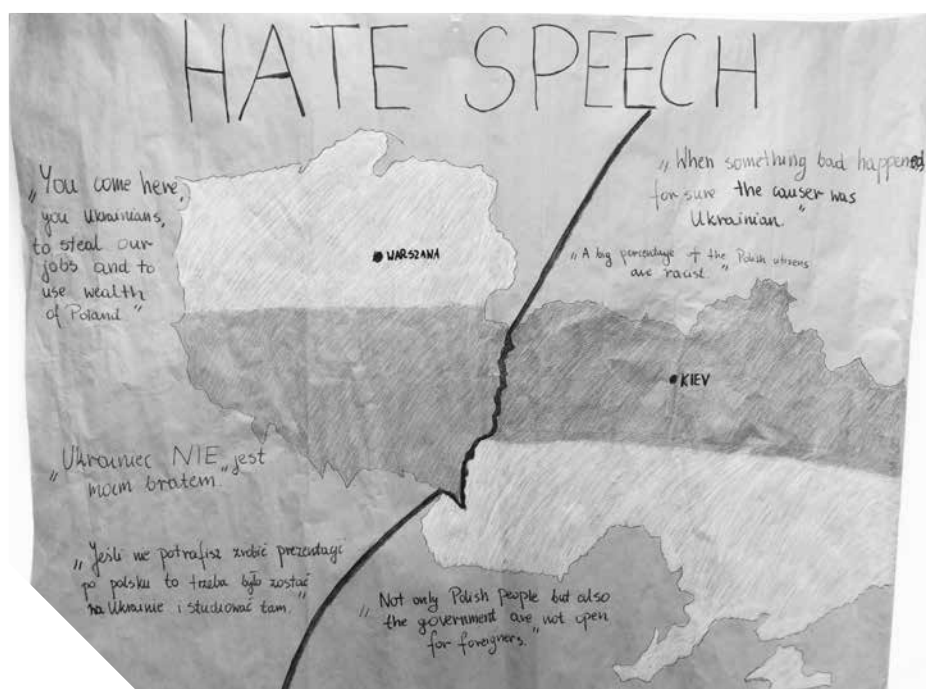 HATE SPEECH
„You come here,
you Ukrainians,
to steal our
jobs and to
use wealth
of Poland”
„When something bad happened,
for sure the causer was
Ukrainian.”
„A big percentage of the Polish citizens
are racist.”
WARSZAWA
KIEV
„Ukrainiec NIE jest
moim bratem.”
„Jeśli nie potrafisz zrobić prezentacji
po polsku to trzeba było zostać
na Ukrainie i studiować tam.”
„Not only Polish people but also
the government are not open
for foreigners.”